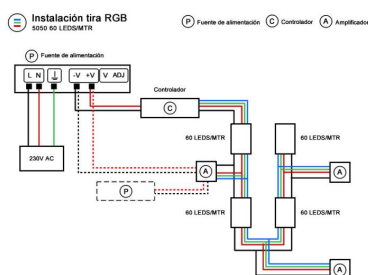 Instalación tira RGB
5050 60 LEDS/MTR
P Fuente de alimentación
C Controlador
A Amplificador
P Fuente de alimentación
L N -V +V V ADJ
Controlador
C
60 LEDS/MTR 60 LEDS/MTR
230V AC
A A
P
60 LEDS/MTR 60 LEDS/MTR
A